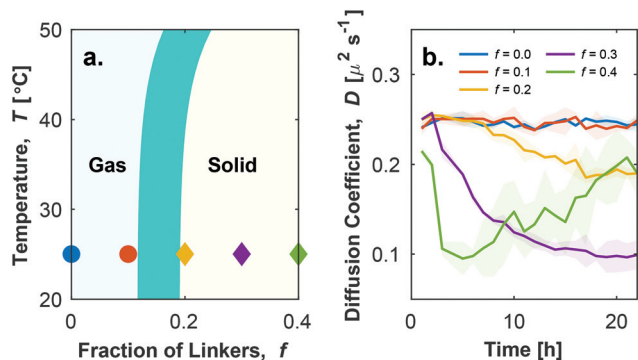 a.
Temperature, T [°C]
50
40
30
20
Gas
Solid
0
0.2
0.4
Fraction of Linkers, f
b.
Diffusion Coefficient, D [μ² s⁻¹]
0.3
0.2
0.1
f = 0.0
f = 0.1
f = 0.2
f = 0.3
f = 0.4
10
20
Time [h]